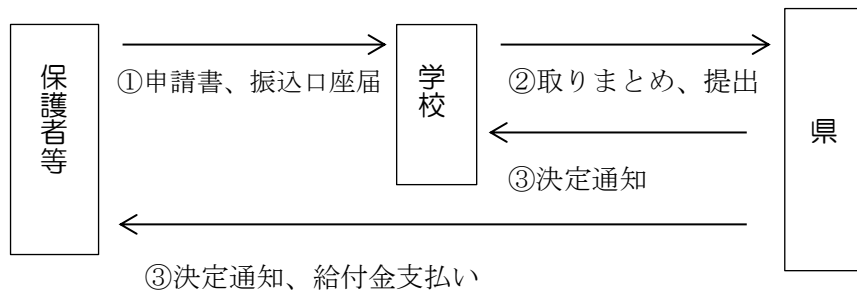 保護者等
①申請書、振込口座届
学校
②取りまとめ、提出
③決定通知
県
③決定通知、給付金支払い